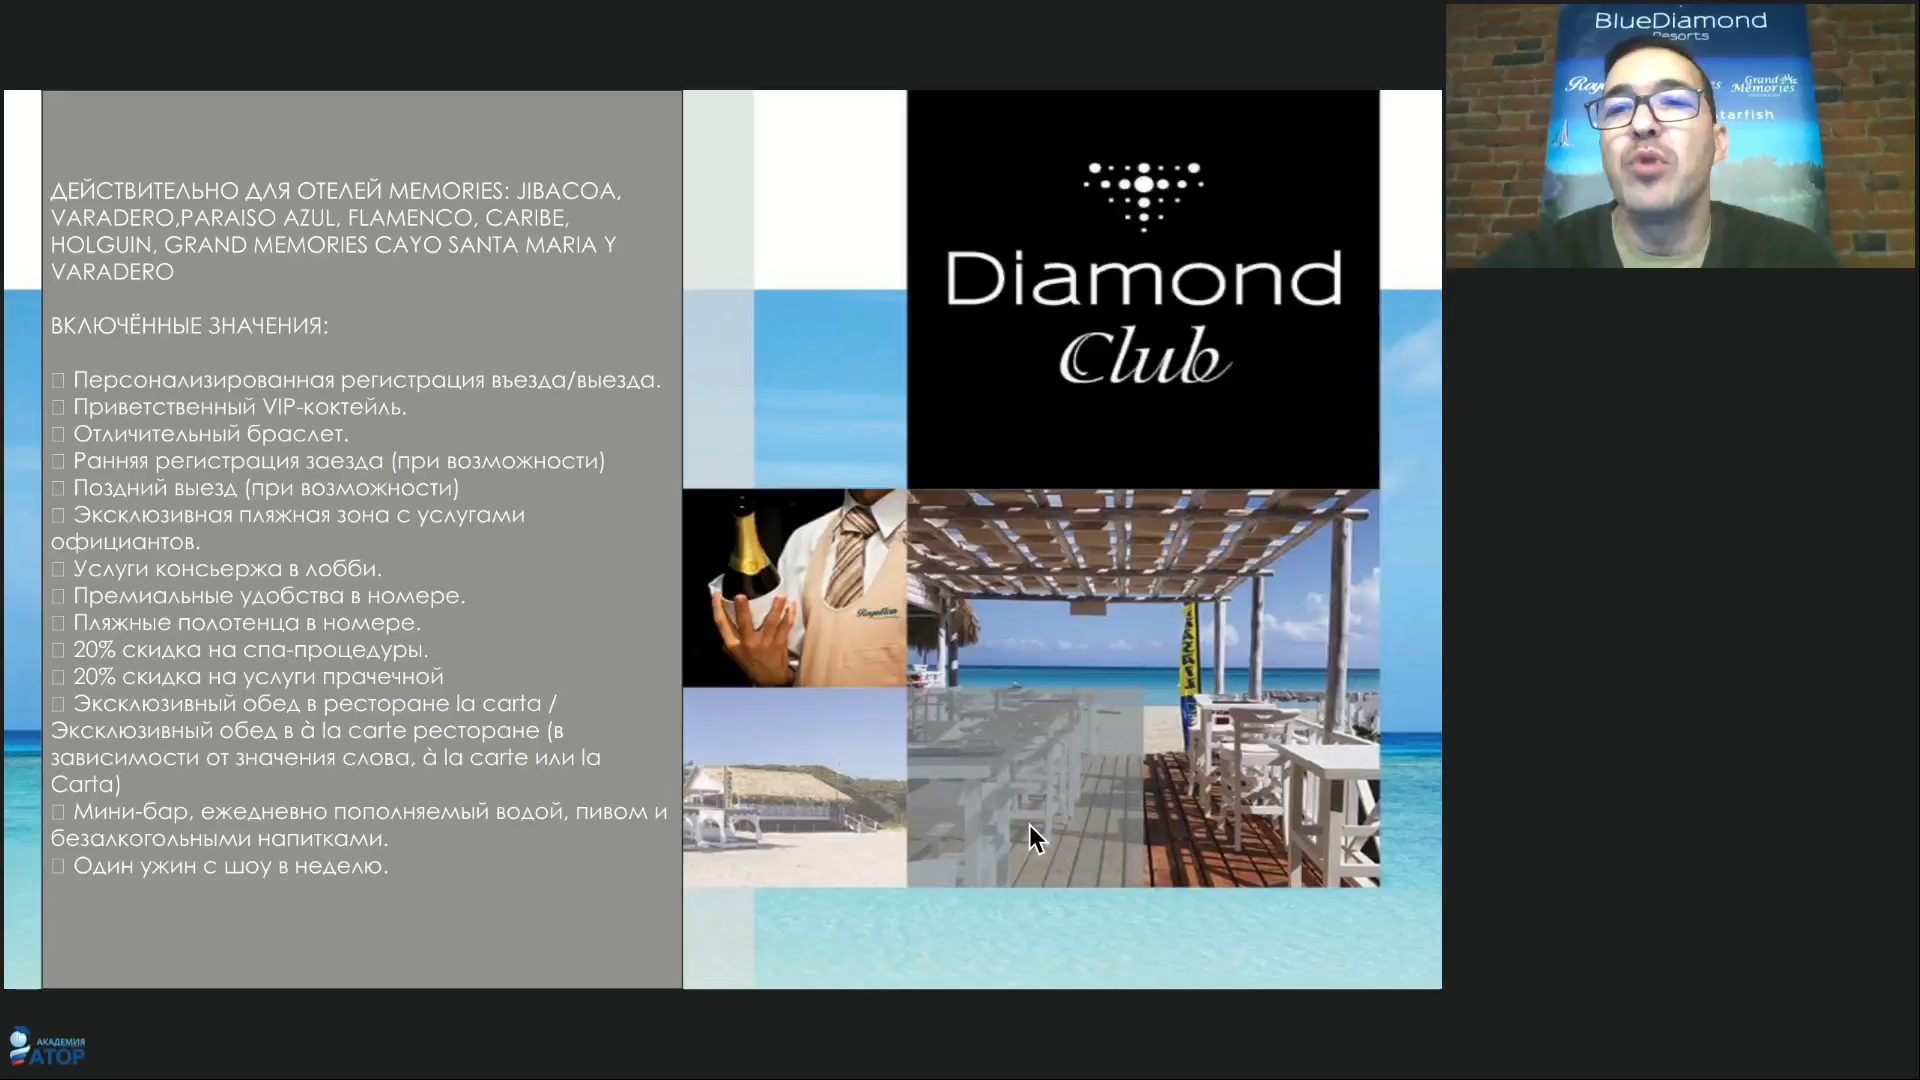 ДЕЙСТВИТЕЛЬНО ДЛЯ ОТЕЛЕЙ MEMORIES: JIBACOA,
VARADERO,PARAISO AZUL, FLAMENCO, CARIBE,
HOLGUIN, GRAND MEMORIES CAYO SANTA MARIA Y
VARADERO
ВКЛЮЧЁННЫЕ ЗНАЧЕНИЯ:
Персонализированная регистрация въезда/выезда.
Приветственный VIP-коктейль.
Отличительный браслет.
Ранняя регистрация заезда (при возможности)
Поздний выезд (при возможности)
Эксклюзивная пляжная зона с услугами
официантов.
Услуги консьержа в лобби.
Премиальные удобства в номере.
Пляжные полотенца в номере.
20% скидка на спа-процедуры.
20% скидка на услуги прачечной
Эксклюзивный обед в ресторане la carta /
Эксклюзивный обед в à la carte ресторане (в
зависимости от значения слова, à la carte или la
Carta)
Мини-бар, ежедневно пополняемый водой, пивом и
безалкогольными напитками.
Один ужин с шоу в неделю.
Diamond
Club
Royalton
BlueDiamond
Resorts
Grand
Memories
АКАДЕМИЯ
АТОР